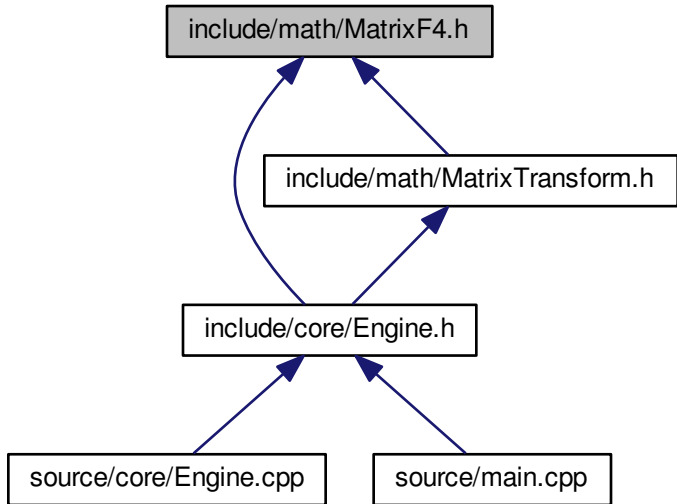 include/math/MatrixF4.h
include/math/MatrixTransform.h
include/core/Engine.h
source/core/Engine.cpp
source/main.cpp